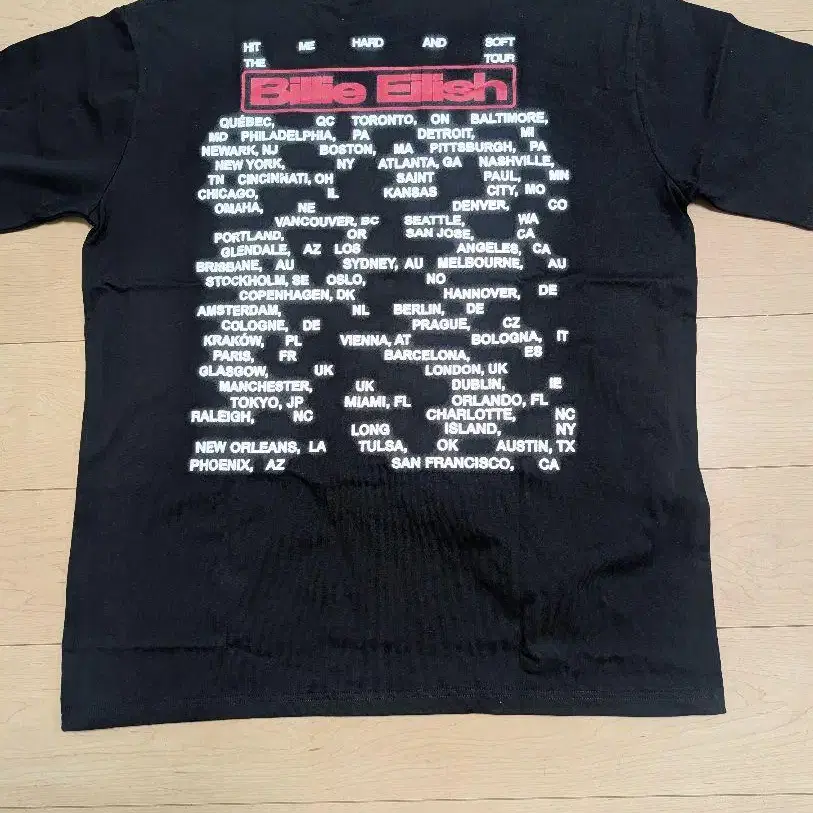 HIT ME HARD AND SOFT
THE TOUR
Billie Eilish
QUÉBEC, QC TORONTO, ON BALTIMORE,
MD PHILADELPHIA, PA DETROIT, MI
NEWARK, NJ BOSTON, MA PITTSBURGH, PA
NEW YORK, NY ATLANTA, GA NASHVILLE,
TN CINCINNATI, OH SAINT PAUL, MN
CHICAGO, IL KANSAS CITY, MO
OMAHA, NE DENVER, CO
VANCOUVER, BC SEATTLE, WA
PORTLAND, OR SAN JOSE, CA
GLENDALE, AZ LOS ANGELES, CA
BRISBANE, AU SYDNEY, AU MELBOURNE, AU
STOCKHOLM, SE OSLO, NO
COPENHAGEN, DK HANNOVER, DE
AMSTERDAM, NL BERLIN, DE
COLOGNE, DE PRAGUE, CZ
KRAKÓW, PL VIENNA, AT BOLOGNA, IT
PARIS, FR BARCELONA, ES
GLASGOW, UK LONDON, UK
MANCHESTER, UK DUBLIN, IE
TOKYO, JP MIAMI, FL ORLANDO, FL
RALEIGH, NC CHARLOTTE, NC
LONG ISLAND, NY
NEW ORLEANS, LA TULSA, OK AUSTIN, TX
PHOENIX, AZ SAN FRANCISCO, CA